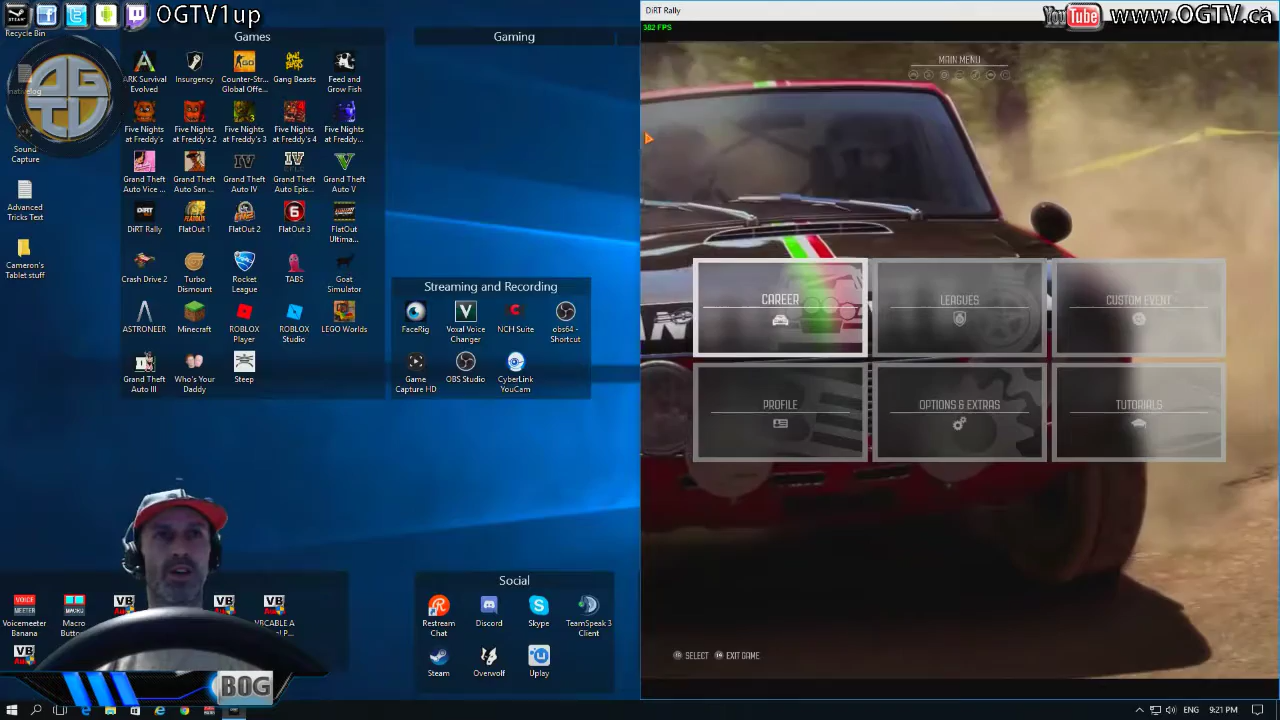 OGTV1up
DiRT Rally
You Tube www.OGTV.ca
382 FPS
Recycle Bin
Games
Gaming
MAIN MENU
ARK Survival Evolved
Insurgency
Counter-Str... Global Offe...
Gang Beasts
Feed and Grow Fish
Five Nights at Freddy's
Five Nights at Freddy's 2
Five Nights at Freddy's 3
Five Nights at Freddy's 4
Five Nights at Freddy...
Sound Capture
Grand Theft Auto Vice ...
Grand Theft Auto San ...
Grand Theft Auto IV
Grand Theft Auto Epis...
Grand Theft Auto V
Advanced Tricks Text
DiRT Rally
FlatOut 1
FlatOut 2
FlatOut 3
FlatOut Ultima...
Cameron's Tablet stuff
Crash Drive 2
Turbo Dismount
Rocket League
TABS
Goat Simulator
ASTRONEER
Minecraft
ROBLOX Player
ROBLOX Studio
LEGO Worlds
Grand Theft Auto III
Who's Your Daddy
Steep
Streaming and Recording
FaceRig
Voxal Voice Changer
NCH Suite
obs64 - Shortcut
Game Capture HD
OBS Studio
CyberLink YouCam
CAREER
LEAGUES
CUSTOM EVENT
PROFILE
OPTIONS & EXTRAS
TUTORIALS
Social
Restream Chat
Discord
Skype
TeamSpeak 3 Client
Steam
Overwolf
Uplay
Voicemeeter Banana
Macro
VBCABLE A
BOG
SELECT
EXIT GAME
ENG
9:21 PM